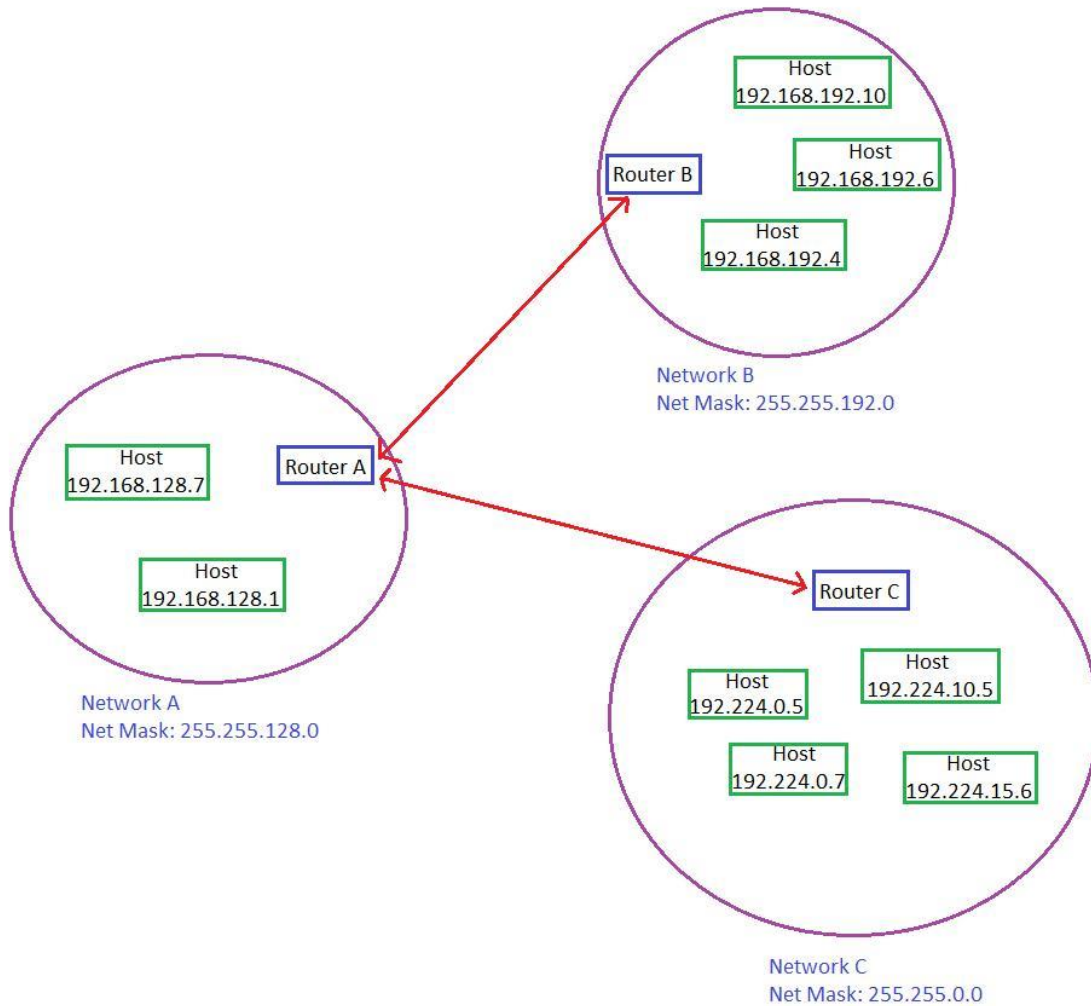 Host
192.168.192.10
Host
192.168.192.6
Router B
Host
192.168.192.4
Network B
Net Mask: 255.255.192.0
Host
192.168.128.7
Router A
Host
192.168.128.1
Network A
Net Mask: 255.255.128.0
Router C
Host
192.224.10.5
Host
192.224.0.5
Host
192.224.0.7
Host
192.224.15.6
Network C
Net Mask: 255.255.0.0